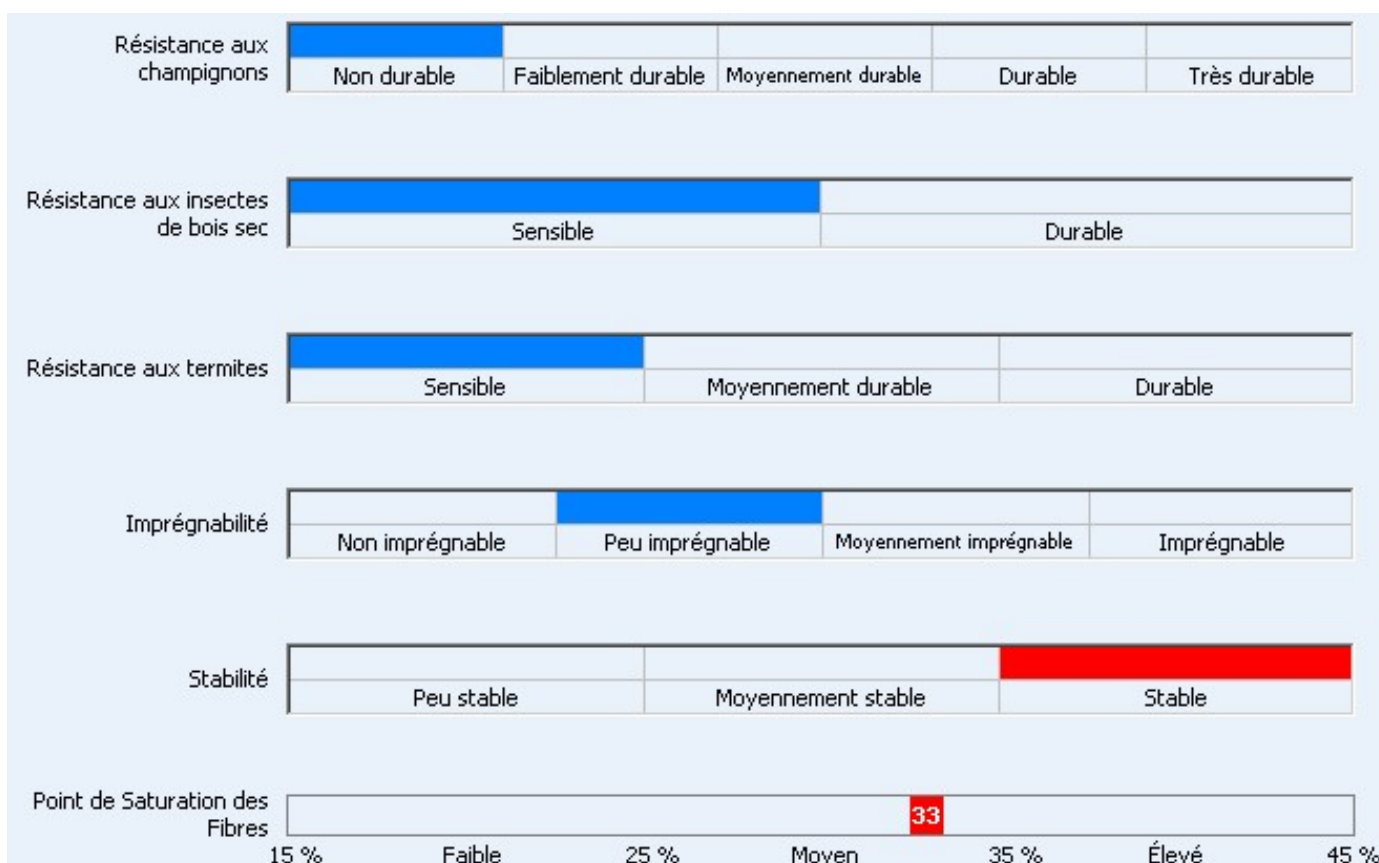 Résistance aux
champignons
Non durable Faiblement durable Moyennement durable Durable Très durable
Résistance aux insectes
de bois sec
Sensible Durable
Résistance aux termites
Sensible Moyennement durable Durable
Imprégnabilité
Non imprégnable Peu imprégnable Moyennement imprégnable Imprégnable
Stabilité
Peu stable Moyennement stable Stable
Point de Saturation des
Fibres
33
15 % Faible 25 % Moyen 35 % Élevé 45 %